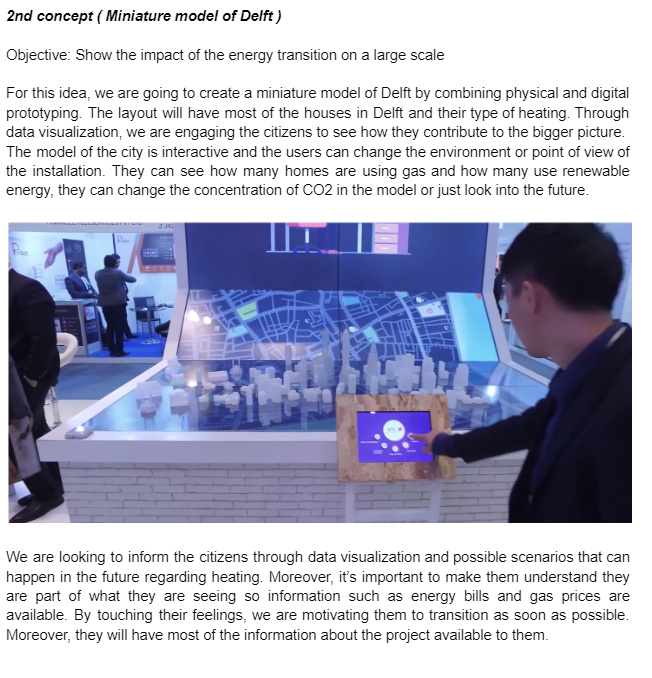 2nd concept ( Miniature model of Delft )
Objective: Show the impact of the energy transition on a large scale
For this idea, we are going to create a miniature model of Delft by combining physical and digital
prototyping. The layout will have most of the houses in Delft and their type of heating. Through
data visualization, we are engaging the citizens to see how they contribute to the bigger picture.
The model of the city is interactive and the users can change the environment or point of view of
the installation. They can see how many homes are using gas and how many use renewable
energy, they can change the concentration of CO2 in the model or just look into the future.
We are looking to inform the citizens through data visualization and possible scenarios that can
happen in the future regarding heating. Moreover, it's important to make them understand they
are part of what they are seeing so information such as energy bills and gas prices are
available. By touching their feelings, we are motivating them to transition as soon as possible.
Moreover, they will have most of the information about the project available to them.